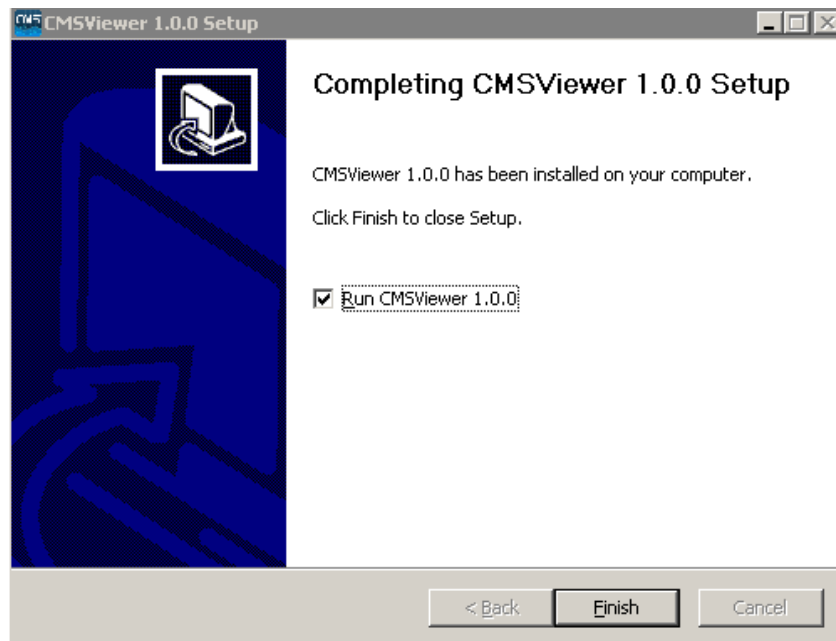 CMS CMSViewer 1.0.0 Setup
Completing CMSViewer 1.0.0 Setup
CMSViewer 1.0.0 has been installed on your computer.
Click Finish to close Setup.
Run CMSViewer 1.0.0
< Back Finish Cancel